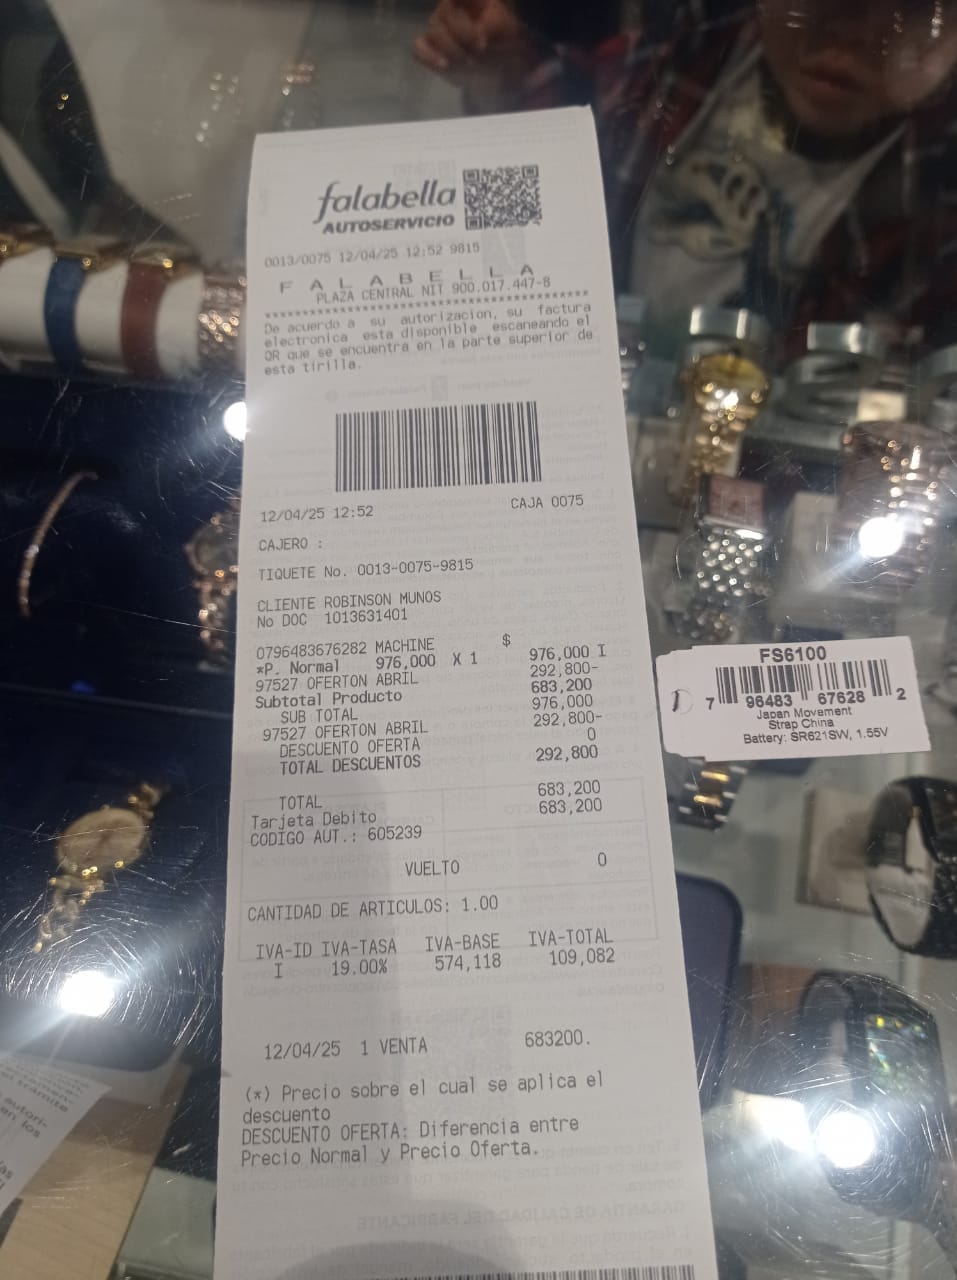 falabella
AUTOSERVICIO
0013/0075 12/04/25 12:52 9815
F A L A B E L L A
PLAZA CENTRAL NIT 900.017.447-8
De acuerdo a su autorizacion, su factura
electronica esta disponible escaneando el
QR que se encuentra en la parte superior de
esta tirilla.
12/04/25 12:52 CAJA 0075
CAJERO :
TIQUETE No. 0013-0075-9815
CLIENTE ROBINSON MUNOS
No DOC 1013631401
0796483676282 MACHINE $
*P. Normal 976,000 X 1 976,000 I
97527 OFERTON ABRIL 292,800-
Subtotal Producto 683,200
SUB TOTAL 976,000
97527 OFERTON ABRIL 292,800-
DESCUENTO OFERTA 0
TOTAL DESCUENTOS 292,800
TOTAL 683,200
Tarjeta Debito 683,200
CODIGO AUT.: 605239
VUELTO 0
CANTIDAD DE ARTICULOS: 1.00
IVA-ID IVA-TASA IVA-BASE IVA-TOTAL
I 19.00% 574,118 109,082
12/04/25 1 VENTA 683200.
(*) Precio sobre el cual se aplica el
descuento
DESCUENTO OFERTA: Diferencia entre
Precio Normal y Precio Oferta.
FS6100
7 96483 67628 2
Japan Movement
Strap China
Battery: SR621SW, 1.55V